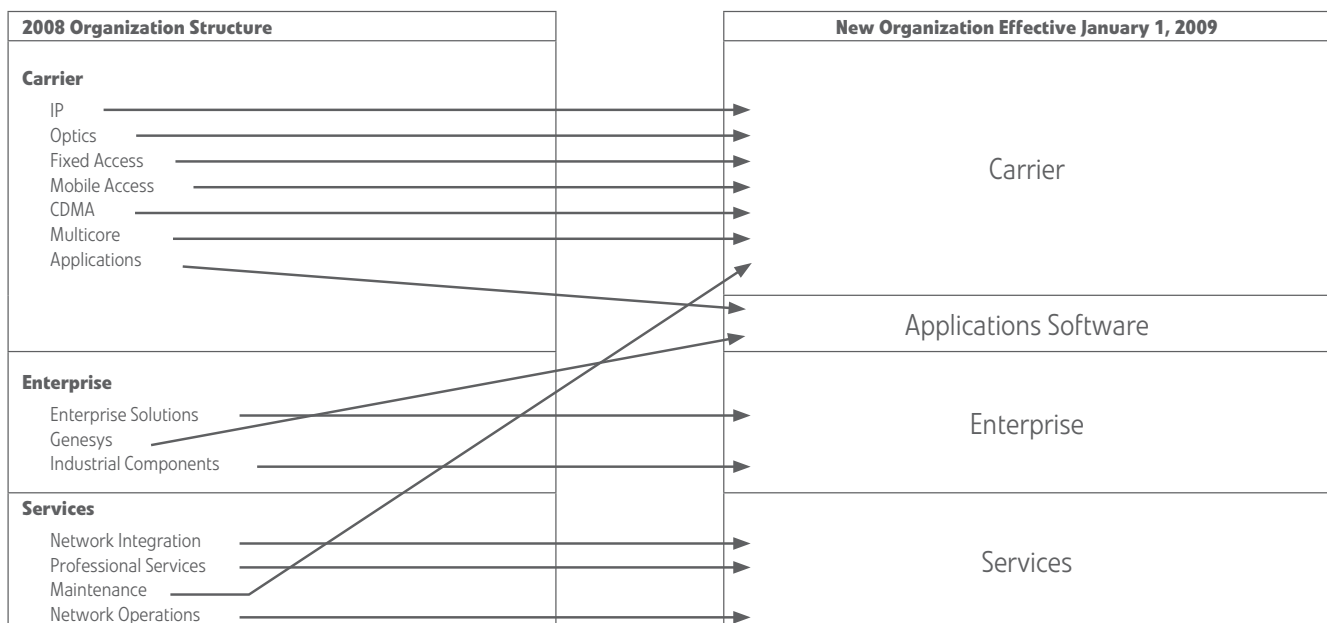 2008 Organization Structure
New Organization Effective January 1, 2009
Carrier
IP
Optics
Fixed Access
Mobile Access
CDMA
Multicore
Applications
Carrier
Applications Software
Enterprise
Enterprise Solutions
Genesys
Industrial Components
Enterprise
Services
Network Integration
Professional Services
Maintenance
Network Operations
Services